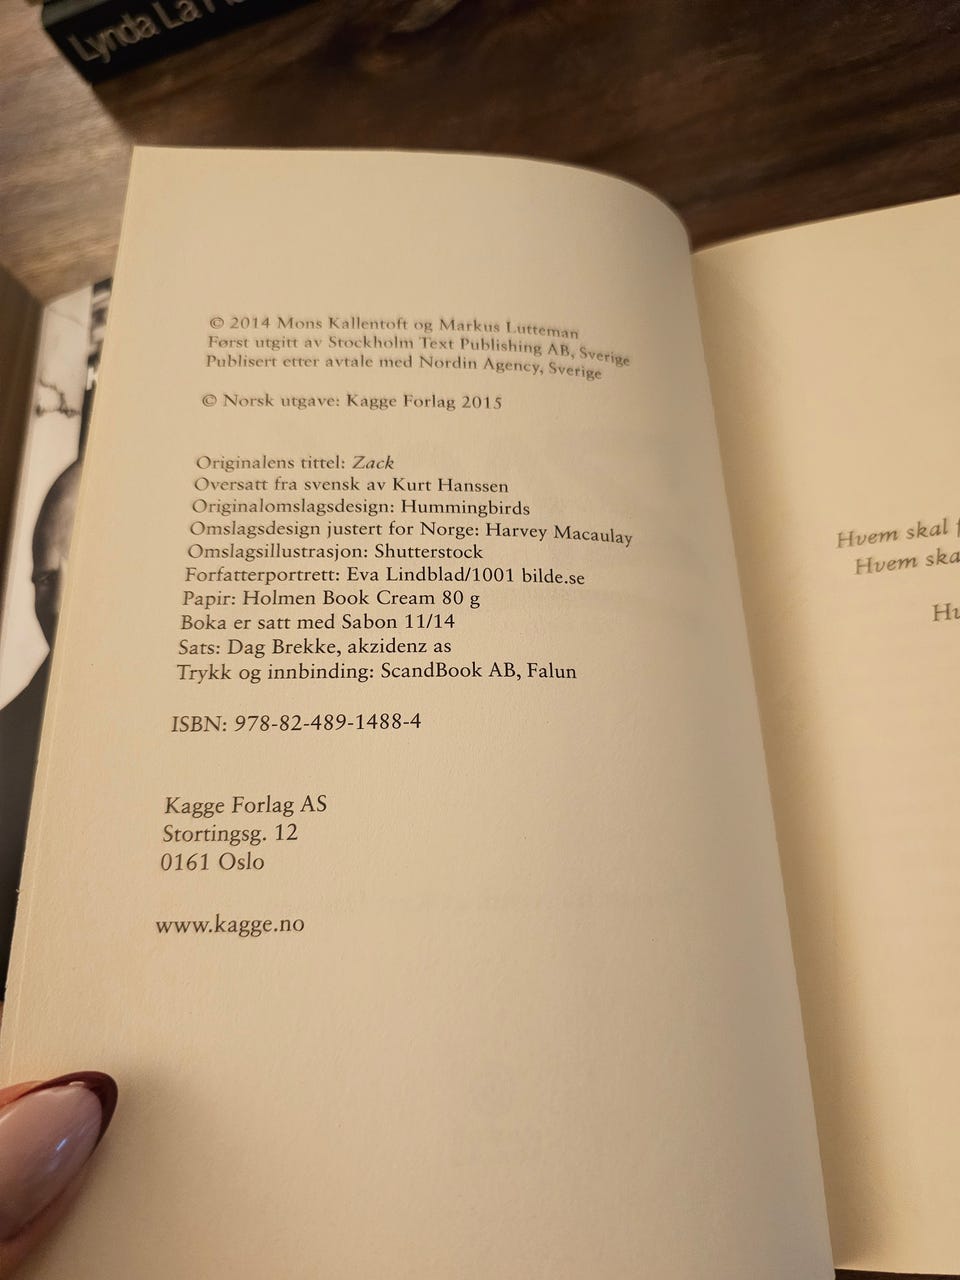 Lynda La
© 2014 Mons Kallentoft og Markus Lutteman
Først utgitt av Stockholm Text Publishing AB, Sverige
Publisert etter avtale med Nordin Agency, Sverige
© Norsk utgave: Kagge Forlag 2015
Originalens tittel: Zack
Oversatt fra svensk av Kurt Hanssen
Originalomslagsdesign: Hummingbirds
Omslagsdesign justert for Norge: Harvey Macaulay
Omslagsillustrasjon: Shutterstock
Forfatterportrett: Eva Lindblad/1001 bilde.se
Papir: Holmen Book Cream 80 g
Boka er satt med Sabon 11/14
Sats: Dag Brekke, akzidenz as
Trykk og innbinding: ScandBook AB, Falun
ISBN: 978-82-489-1488-4
Kagge Forlag AS
Stortingsg. 12
0161 Oslo
www.kagge.no
Hvem skal
Hvem ska